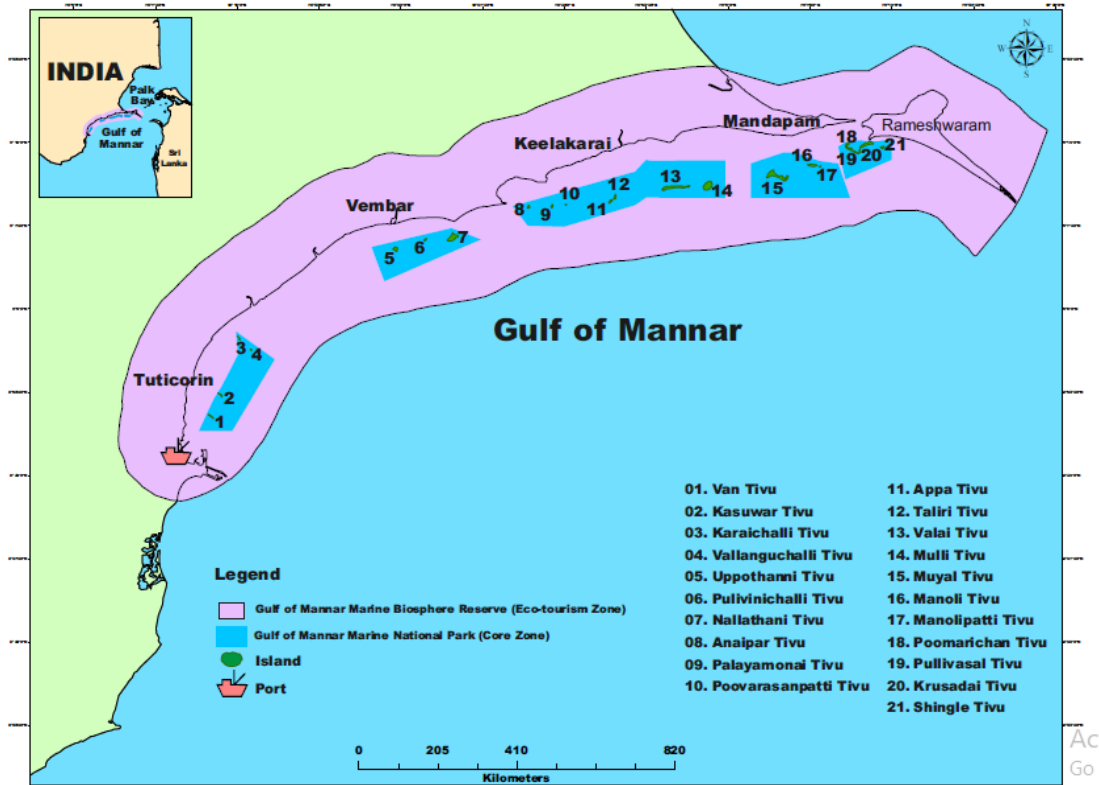 INDIA
Palk
Bay
Gulf of
Mannar
Sri
Lanka
N
W
E
S
Rameshwaram
Mandapam
Keelakarai
Vembar
Tuticorin
18
21
19
20
16
17
15
13
14
12
10
11
8
9
7
6
5
3
4
2
1
Gulf of Mannar
01. Van Tivu
02. Kasuwar Tivu
03. Karaichalli Tivu
04. Vallanguchalli Tivu
05. Uppothanni Tivu
06. Pulivinichalli Tivu
07. Nallathani Tivu
08. Anaipar Tivu
09. Palayamonai Tivu
10. Poovarasanpatti Tivu
11. Appa Tivu
12. Taliri Tivu
13. Valai Tivu
14. Mulli Tivu
15. Muyal Tivu
16. Manoli Tivu
17. Manolipatti Tivu
18. Poomarichan Tivu
19. Pullivasal Tivu
20. Krusadai Tivu
21. Shingle Tivu
Legend
Gulf of Mannar Marine Biosphere Reserve (Eco-tourism Zone)
Gulf of Mannar Marine National Park (Core Zone)
Island
Port
0 205 410 820
Kilometers
Ac
Go